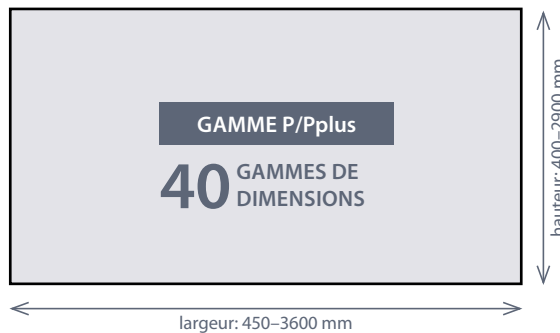 GAMME P/Pplus
40 GAMMES DE
DIMENSIONS
hauteur: 400–2900 mm
largeur: 450–3600 mm